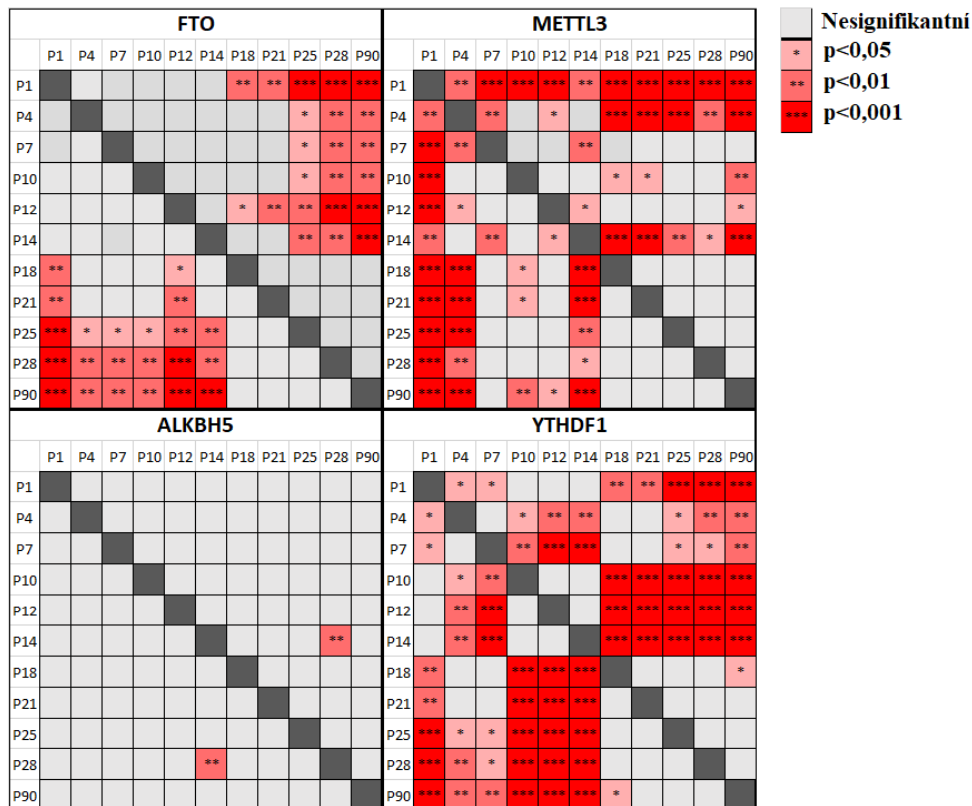 FTO
P1 P4 P7 P10 P12 P14 P18 P21 P25 P28 P90
P1 ** ** *** *** ***
P4 * ** **
P7 * ** **
P10 * ** **
P12 * ** ** *** ***
P14 ** ** ***
P18 ** *
P21 ** **
P25 *** * * * ** **
P28 *** ** ** ** *** **
P90 *** ** ** ** *** ***
METTL3
P1 P4 P7 P10 P12 P14 P18 P21 P25 P28 P90
P1 ** *** *** *** ** *** *** *** *** ***
P4 ** ** * *** *** *** ** ***
P7 *** ** **
P10 *** * * **
P12 *** * * *
P14 ** ** * *** *** ** * ***
P18 *** *** * ***
P21 *** *** * ***
P25 *** *** **
P28 *** ** *
P90 *** *** ** * ***
Nesignifikantní
* p<0,05
** p<0,01
*** p<0,001
ALKBH5
P1 P4 P7 P10 P12 P14 P18 P21 P25 P28 P90
P1
P4
P7
P10
P12
P14 **
P18
P21
P25
P28 **
P90
YTHDF1
P1 P4 P7 P10 P12 P14 P18 P21 P25 P28 P90
P1 * * ** ** *** *** ***
P4 * * ** ** * ** **
P7 * ** *** *** * * **
P10 * ** *** *** *** *** ***
P12 ** *** *** *** *** *** ***
P14 ** *** *** *** *** *** ***
P18 ** *** *** *** *
P21 ** *** *** ***
P25 *** * * *** *** ***
P28 *** ** * *** *** ***
P90 *** ** ** *** *** *** *